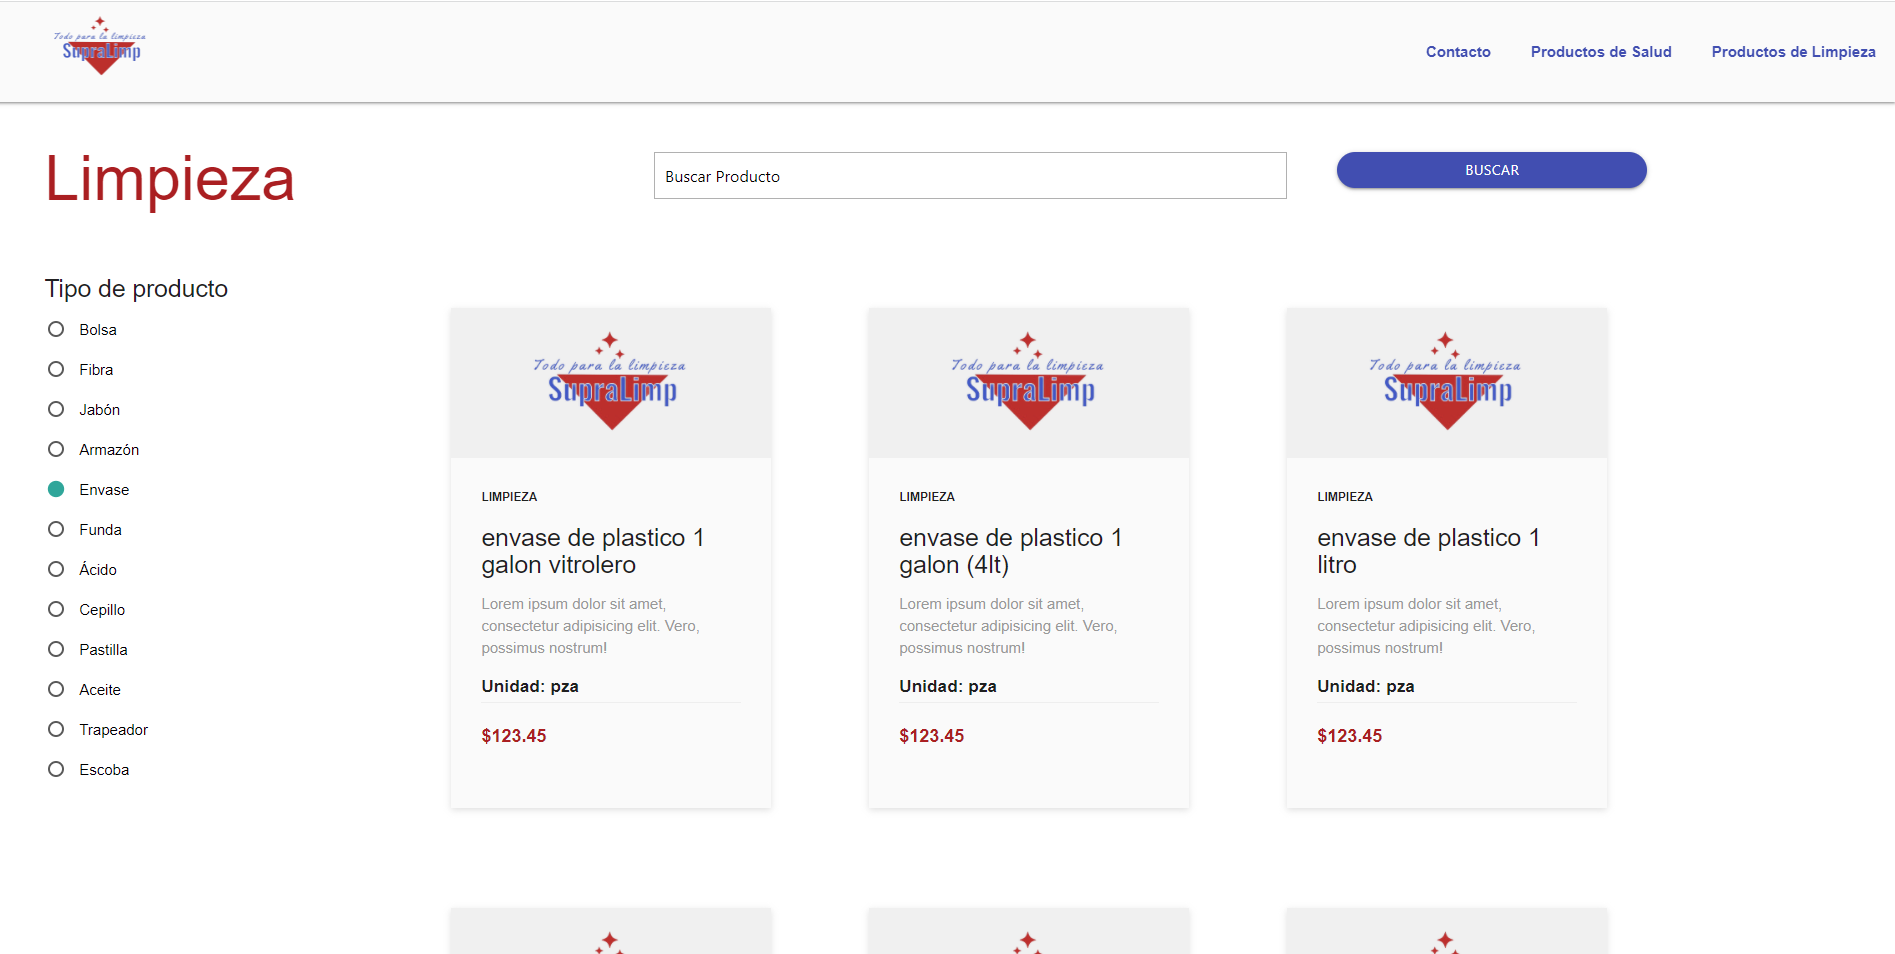 Todo para la limpieza
SupraLimp
Contacto
Productos de Salud
Productos de Limpieza
Limpieza
Buscar Producto
BUSCAR
Tipo de producto
Bolsa
Fibra
Jabón
Armazón
Envase
Funda
Ácido
Cepillo
Pastilla
Aceite
Trapeador
Escoba
Todo para la limpieza
SupraLimp
LIMPIEZA
envase de plastico 1
galon vitrolero
Lorem ipsum dolor sit amet,
consectetur adipisicing elit. Vero,
possimus nostrum!
Unidad: pza
$123.45
Todo para la limpieza
SupraLimp
LIMPIEZA
envase de plastico 1
galon (4lt)
Lorem ipsum dolor sit amet,
consectetur adipisicing elit. Vero,
possimus nostrum!
Unidad: pza
$123.45
Todo para la limpieza
SupraLimp
LIMPIEZA
envase de plastico 1
litro
Lorem ipsum dolor sit amet,
consectetur adipisicing elit. Vero,
possimus nostrum!
Unidad: pza
$123.45